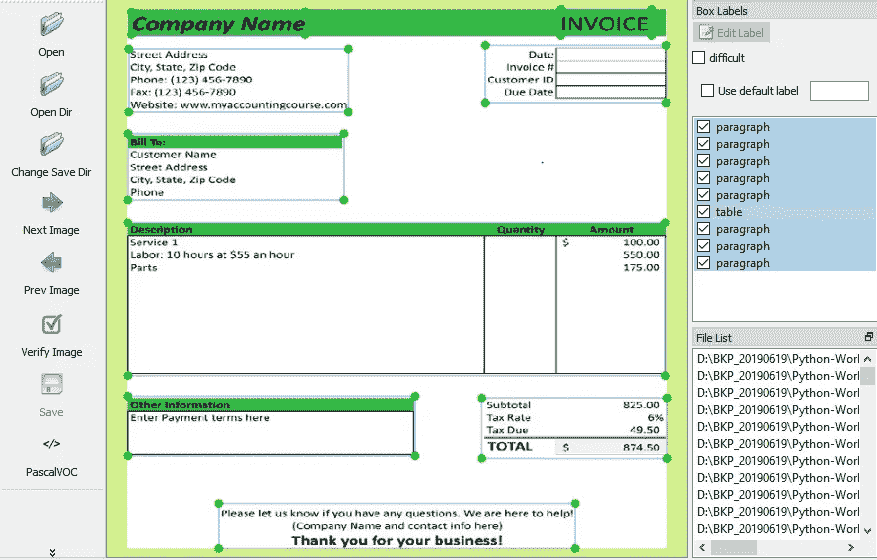 Open
Open Dir
Change Save Dir
Next Image
Prev Image
Verify Image
Save
</>
PascalVOC
Company Name INVOICE
Street Address
City, State, Zip Code
Phone: (123) 456-7890
Fax: (123) 456-7890
Website: www.myaccountingcourse.com
Date
Invoice #
Customer ID
Due Date
Bill To:
Customer Name
Street Address
City, State, Zip Code
Phone
Description Quantity Amount
Service 1 $ 100.00
Labor: 10 hours at $55 an hour 550.00
Parts 175.00
Other Information
Enter Payment terms here
Subtotal 825.00
Tax Rate 6%
Tax Due 49.50
TOTAL $ 874.50
Please let us know if you have any questions. We are here to help!
(Company Name and contact info here)
Thank you for your business!
Box Labels
Edit Label
difficult
Use default label
paragraph
paragraph
paragraph
paragraph
paragraph
table
paragraph
paragraph
paragraph
File List
D:\BKP_20190619\Python-Worl
D:\BKP_20190619\Python-Worl
D:\BKP_20190619\Python-Worl
D:\BKP_20190619\Python-Worl
D:\BKP_20190619\Python-Worl
D:\BKP_20190619\Python-Worl
D:\BKP_20190619\Python-Worl
D:\BKP_20190619\Python-Worl
D:\BKP_20190619\Python-Worl
D:\BKP_20190619\Python-Worl
D:\BKP_20190619\Python-Worl